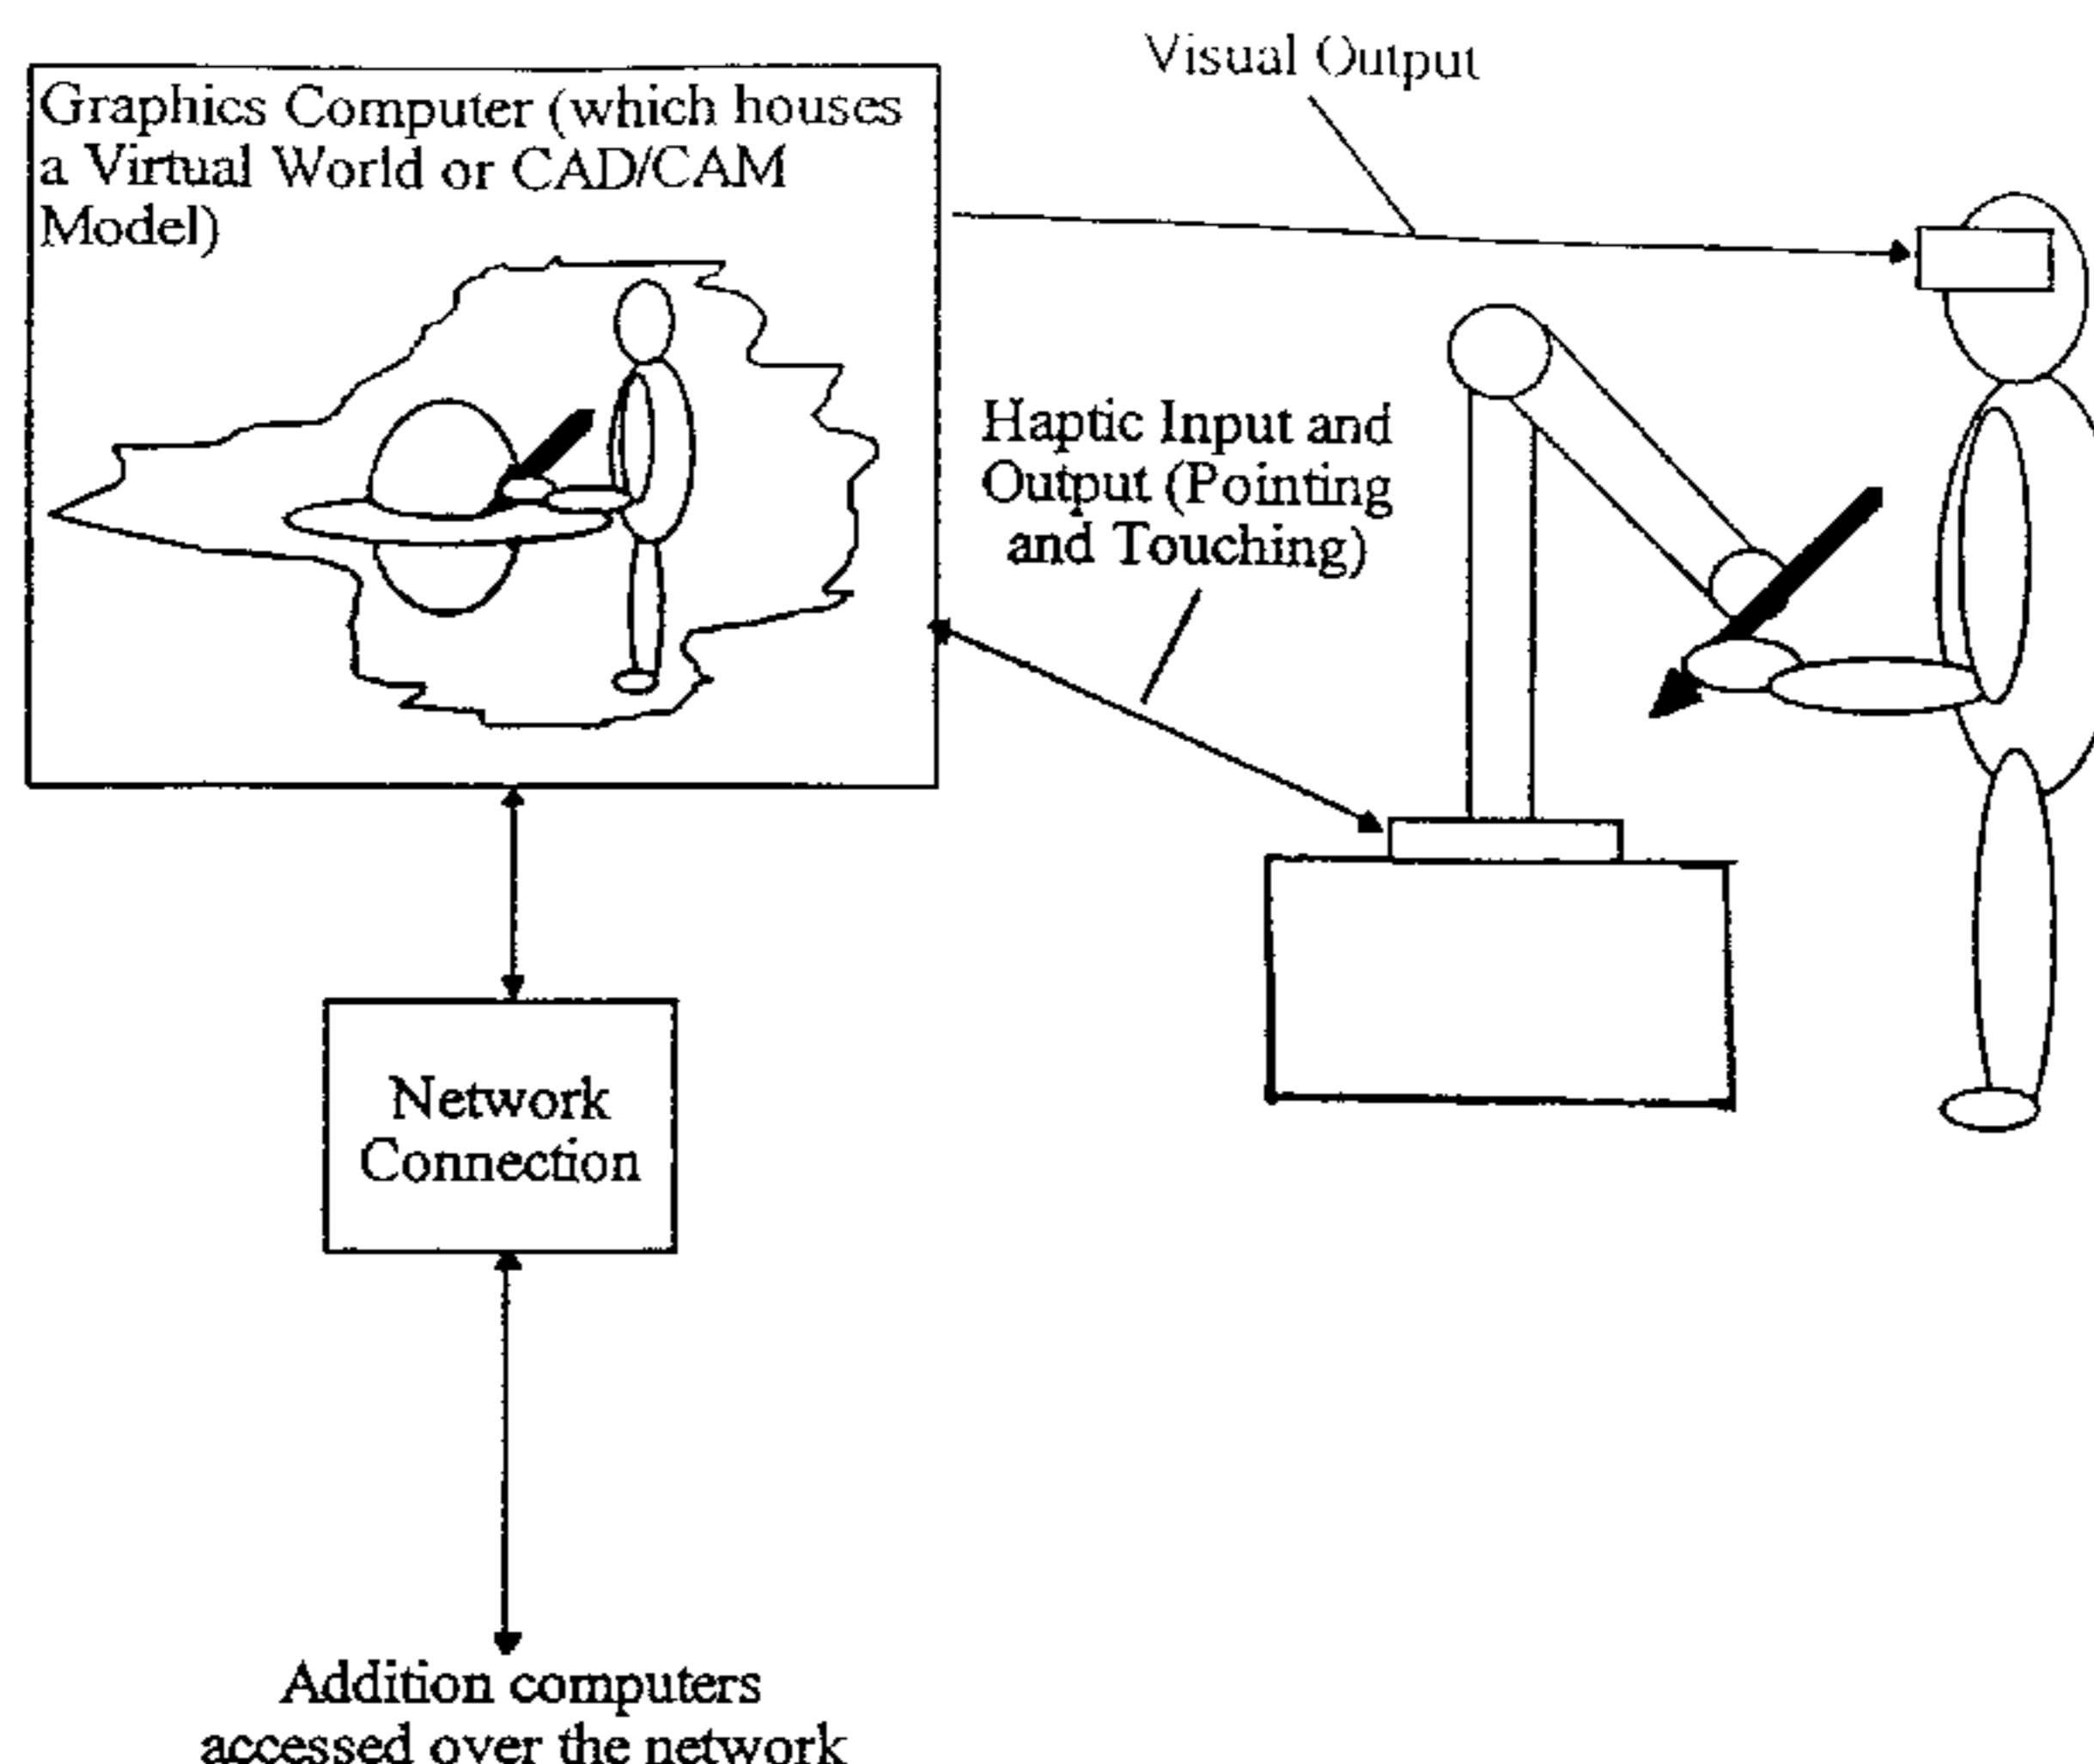 Visual Output
Graphics Computer (which houses
a Virtual World or CAD/CAM
Model)
Haptic Input and
Output (Pointing
and Touching)
Network
Connection
Addition computers
accessed over the network